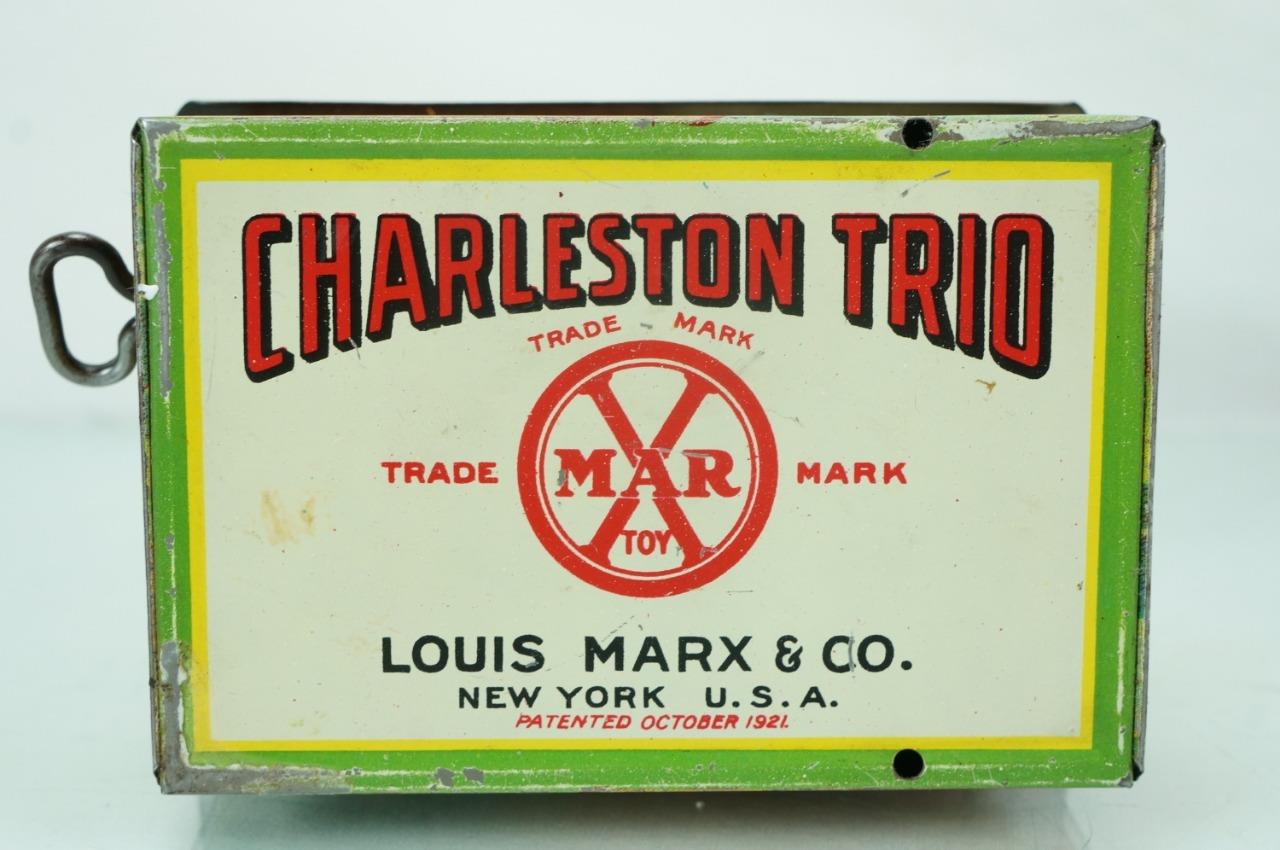 CHARLESTON TRIO
TRADE MARK
TRADE MARK
X
MAR
TOY
LOUIS MARX & CO.
NEW YORK U.S.A.
PATENTED OCTOBER 1921.